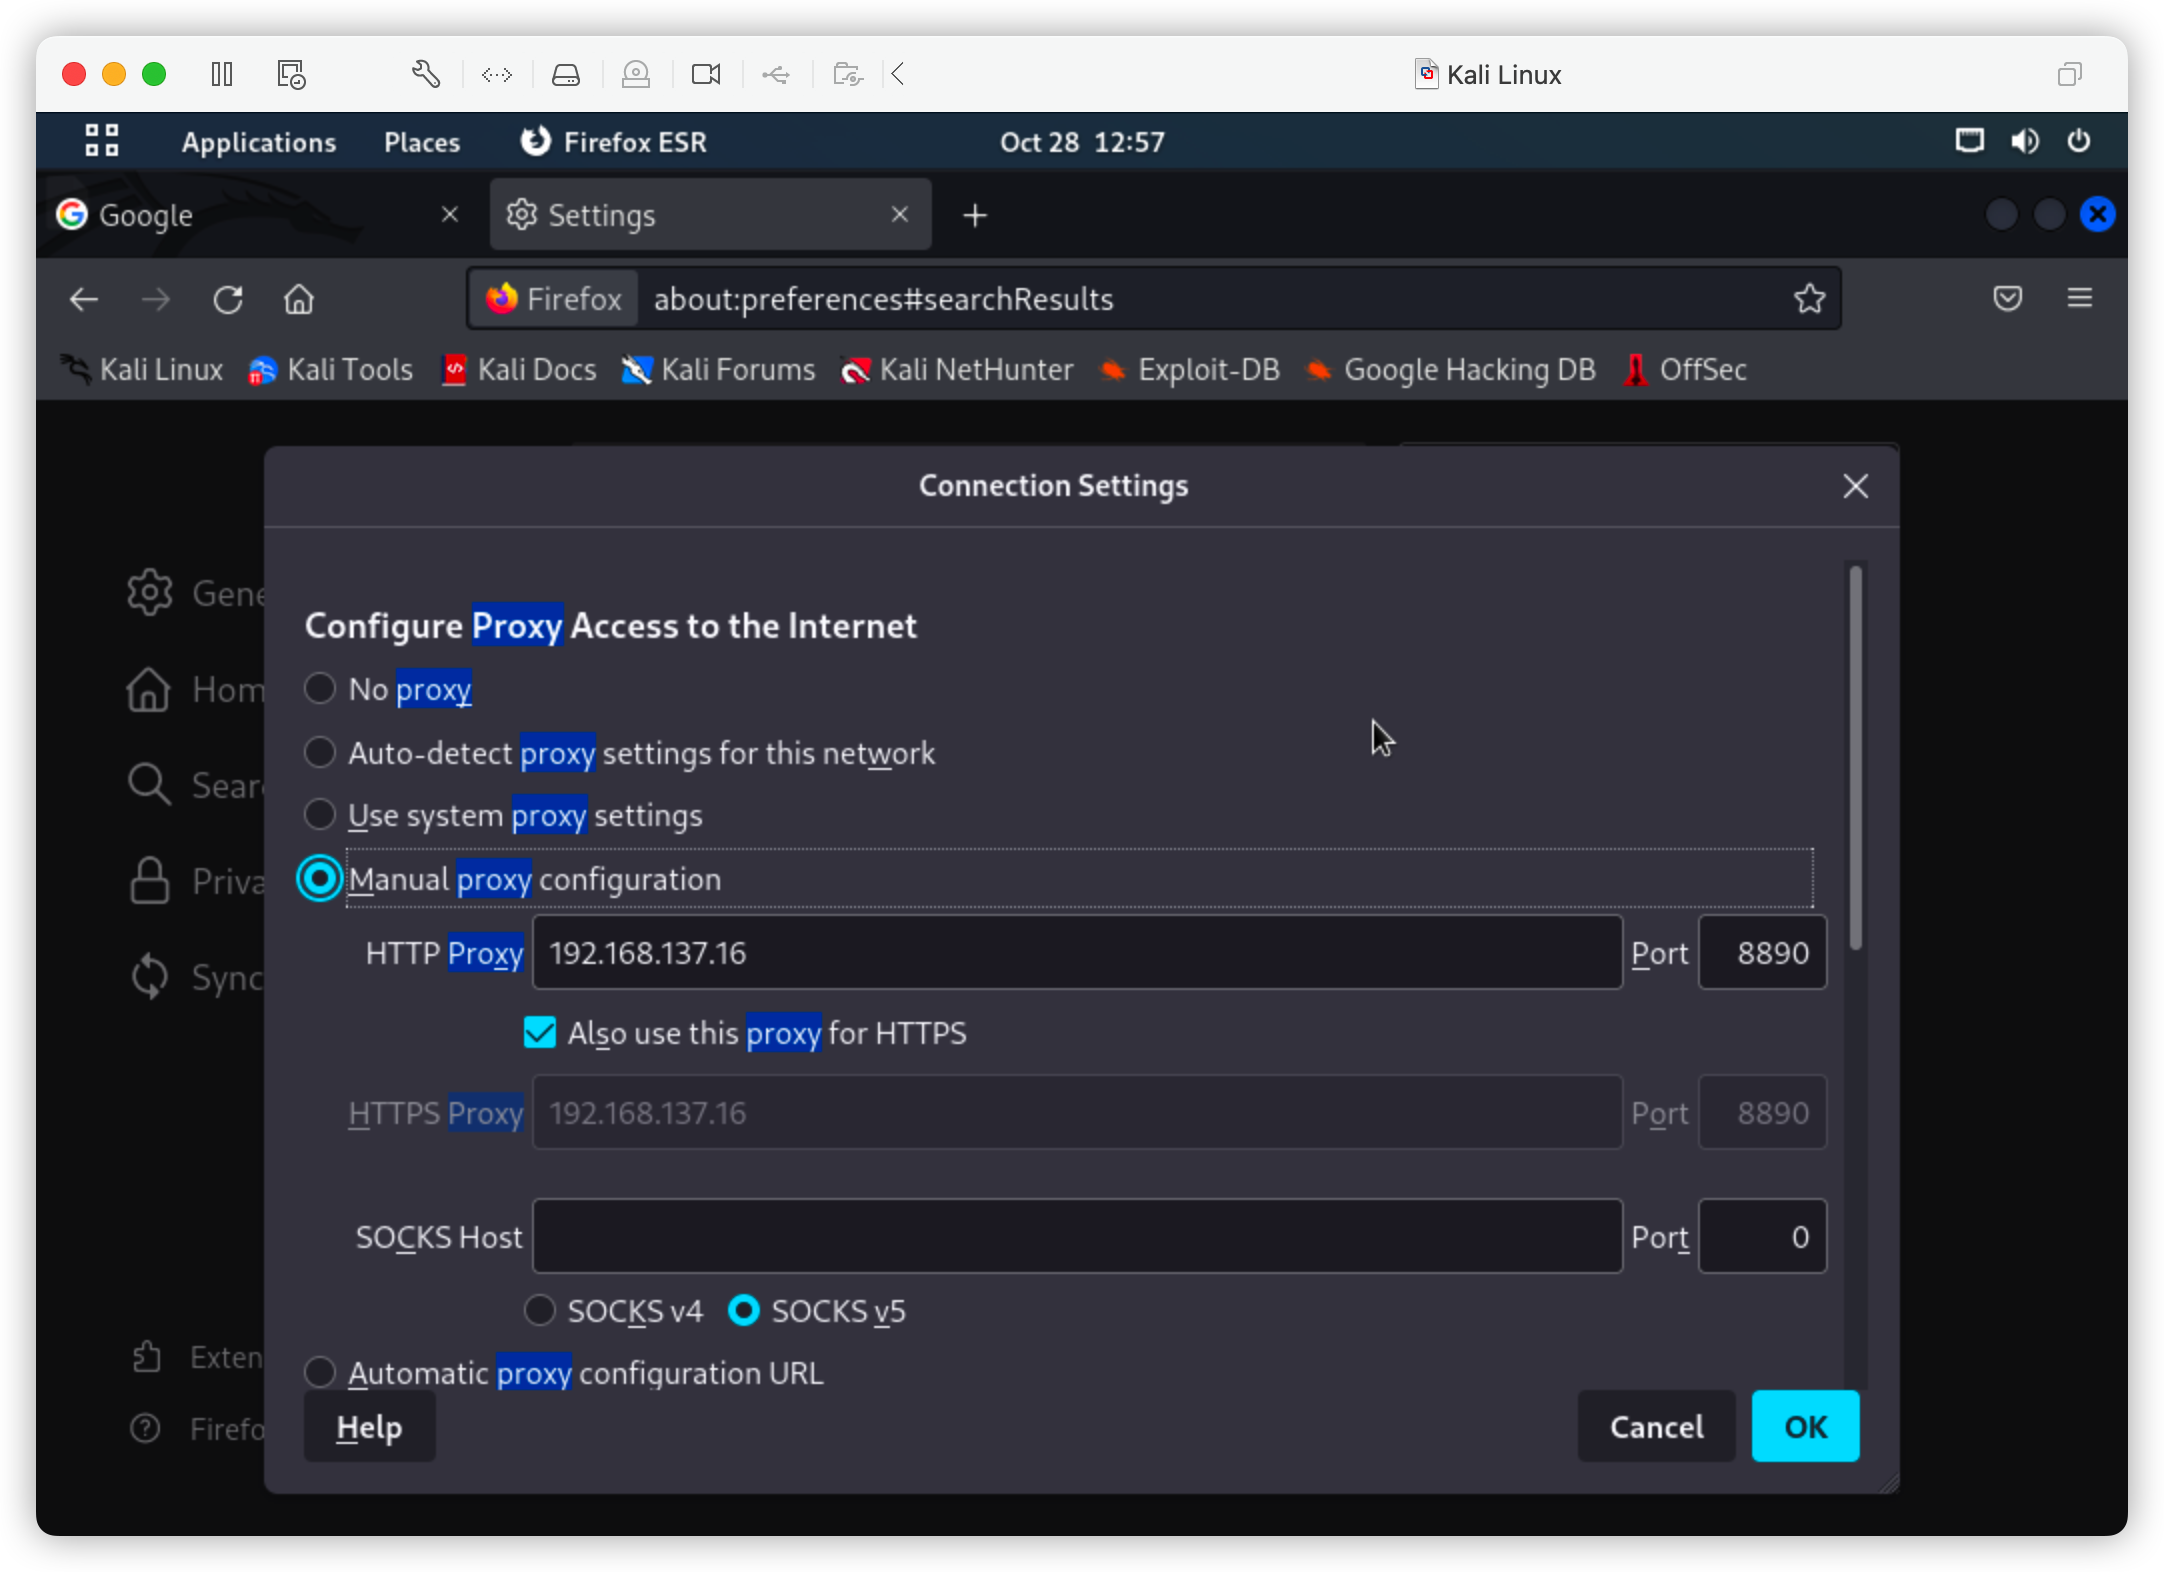 Kali Linux
Applications Places Firefox ESR Oct 28 12:57
Google Settings
Firefox about:preferences#searchResults
Kali Linux Kali Tools Kali Docs Kali Forums Kali NetHunter Exploit-DB Google Hacking DB OffSec
Connection Settings
Gene
Configure Proxy Access to the Internet
Hom
No proxy
Auto-detect proxy settings for this network
Sear
Use system proxy settings
Priva
Manual proxy configuration
HTTP Proxy 192.168.137.16 Port 8890
Sync
Also use this proxy for HTTPS
HTTPS Proxy 192.168.137.16 Port 8890
SOCKS Host Port 0
SOCKS v4 SOCKS v5
Exten
Automatic proxy configuration URL
Firefo
Help Cancel OK